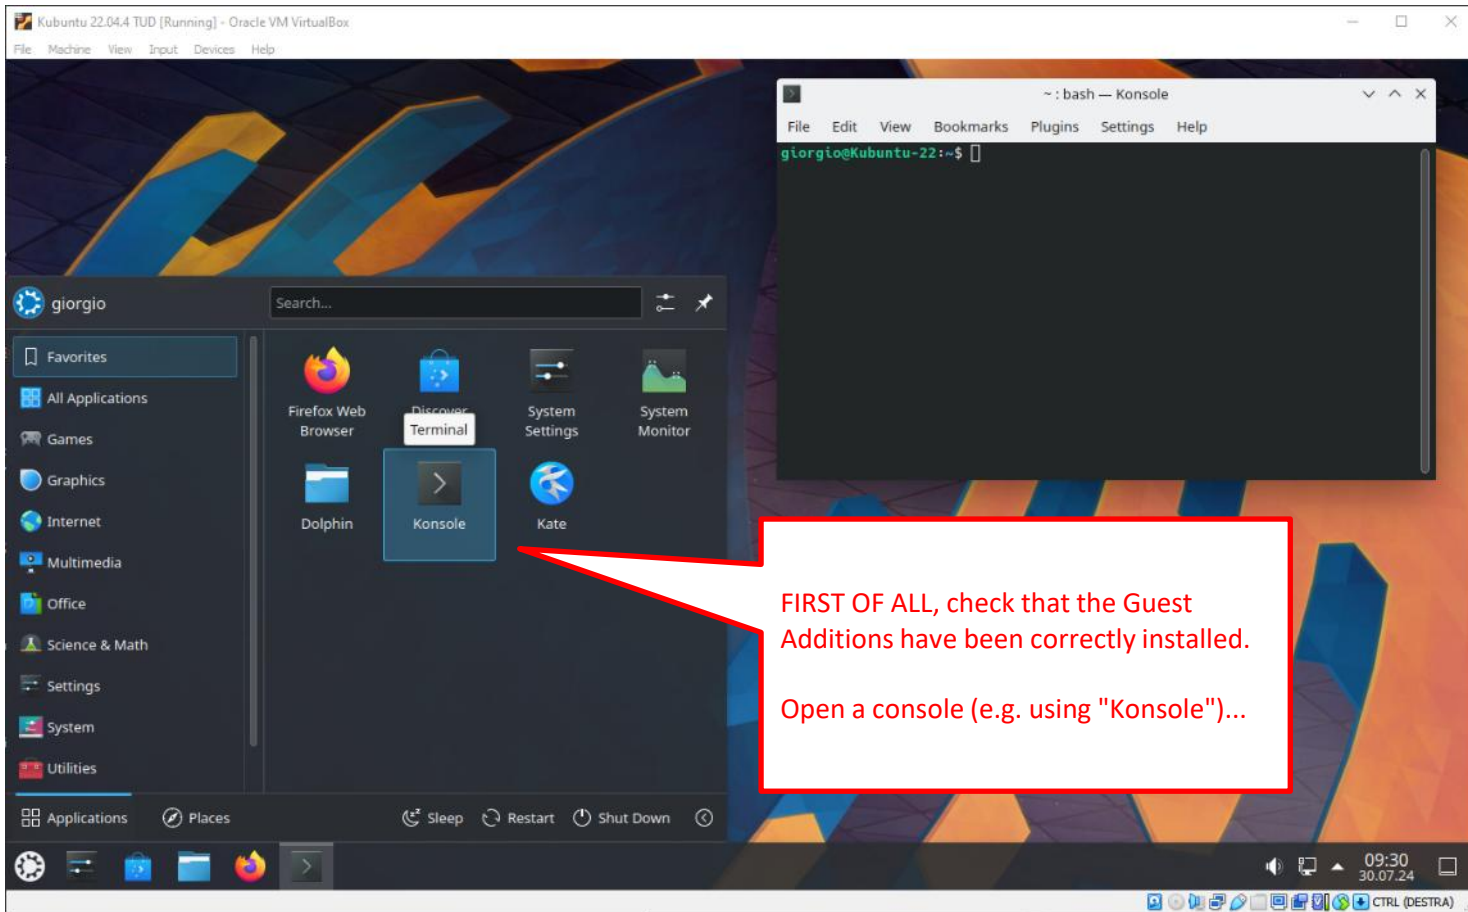 Kubuntu 22.04.4 TUD [Running] - Oracle VM VirtualBox
File Machine View Input Devices Help
~ : bash — Konsole
File Edit View Bookmarks Plugins Settings Help
giorgio@Kubuntu-22:~$
giorgio
Search...
Favorites
All Applications
Games
Graphics
Internet
Multimedia
Office
Science & Math
Settings
System
Utilities
Firefox Web
Browser
Discover
Terminal
System
Settings
System
Monitor
Dolphin
Konsole
Kate
FIRST OF ALL, check that the Guest
Additions have been correctly installed.
Open a console (e.g. using "Konsole")...
Applications Places
Sleep Restart Shut Down
09:30
30.07.24
CTRL (DESTRA)